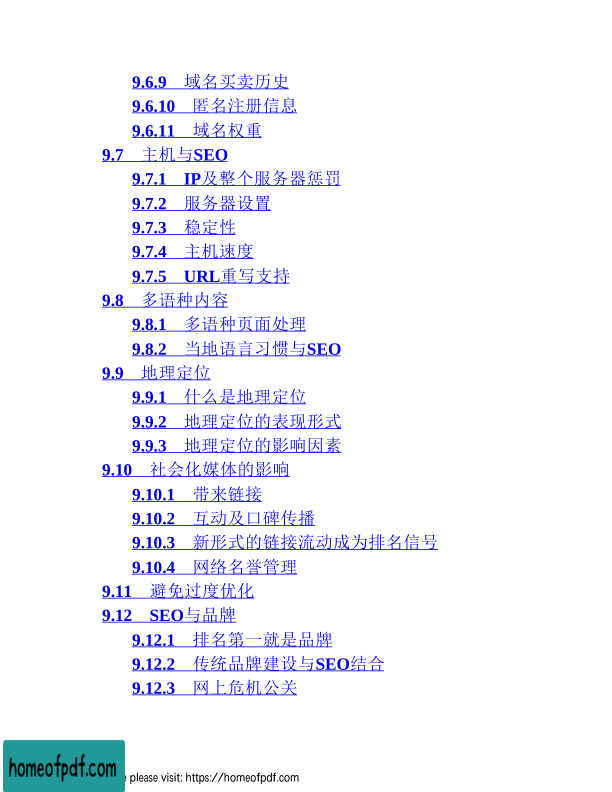 9.6.9 域名买卖历史
9.6.10 匿名注册信息
9.6.11 域名权重
9.7 主机与SEO
9.7.1 IP及整个服务器惩罚
9.7.2 服务器设置
9.7.3 稳定性
9.7.4 主机速度
9.7.5 URL重写支持
9.8 多语种内容
9.8.1 多语种页面处理
9.8.2 当地语言习惯与SEO
9.9 地理定位
9.9.1 什么是地理定位
9.9.2 地理定位的表现形式
9.9.3 地理定位的影响因素
9.10 社会化媒体的影响
9.10.1 带来链接
9.10.2 互动及口碑传播
9.10.3 新形式的链接流动成为排名信号
9.10.4 网络名誉管理
9.11 避免过度优化
9.12 SEO与品牌
9.12.1 排名第一就是品牌
9.12.2 传统品牌建设与SEO结合
9.12.3 网上危机公关
homeofpdf.com
please visit: https://homeofpdf.com